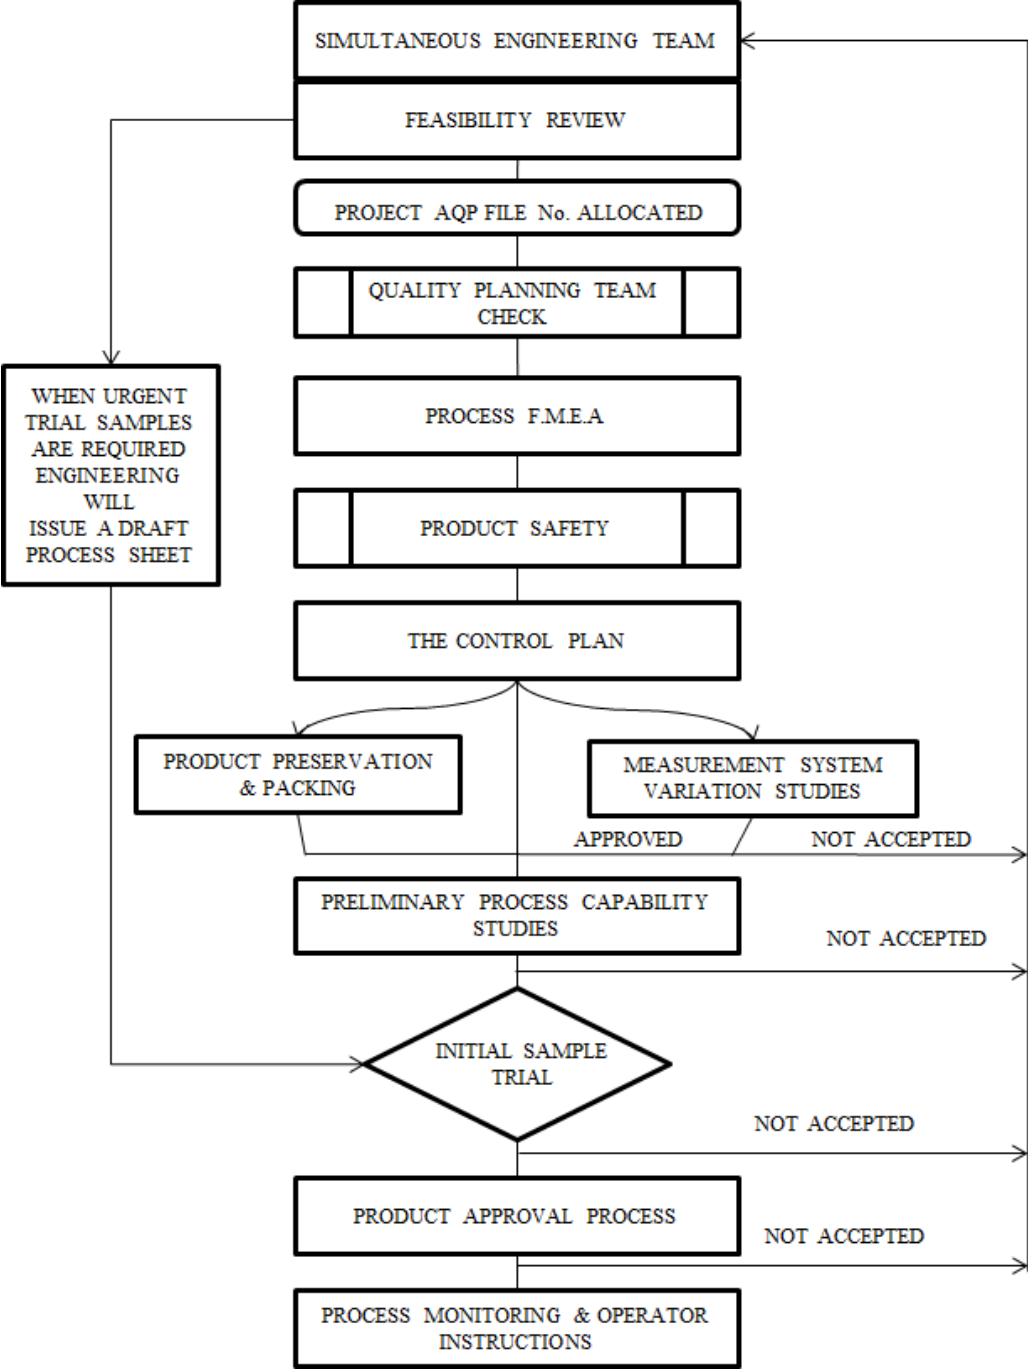 SIMULTANEOUS ENGINEERING TEAM
FEASIBILITY REVIEW
PROJECT AQP FILE No. ALLOCATED
QUALITY PLANNING TEAM
CHECK
WHEN URGENT
TRIAL SAMPLES
ARE REQUIRED
ENGINEERING
WILL
ISSUE A DRAFT
PROCESS SHEET
PROCESS F.M.E.A
PRODUCT SAFETY
THE CONTROL PLAN
PRODUCT PRESERVATION
& PACKING
MEASUREMENT SYSTEM
VARIATION STUDIES
APPROVED
NOT ACCEPTED
PRELIMINARY PROCESS CAPABILITY
STUDIES
NOT ACCEPTED
INITIAL SAMPLE
TRIAL
NOT ACCEPTED
PRODUCT APPROVAL PROCESS
NOT ACCEPTED
PROCESS MONITORING & OPERATOR
INSTRUCTIONS